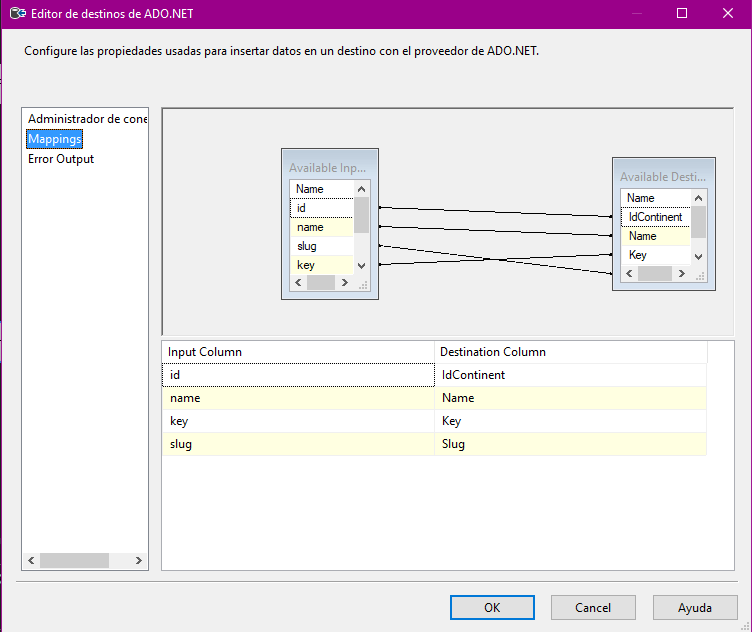 Editor de destinos de ADO.NET
Configure las propiedades usadas para insertar datos en un destino con el proveedor de ADO.NET.
Administrador de cone
Mappings
Error Output
Available Inp...
Name
id
name
slug
key
Available Desti...
Name
IdContinent
Name
Key
Input Column Destination Column
id IdContinent
name Name
key Key
slug Slug
OK Cancel Ayuda